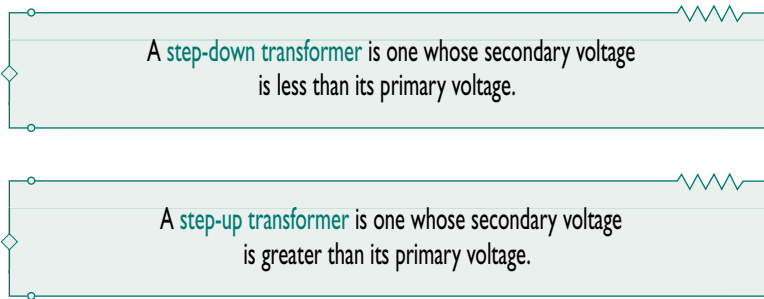 A step-down transformer is one whose secondary voltage
is less than its primary voltage.
A step-up transformer is one whose secondary voltage
is greater than its primary voltage.